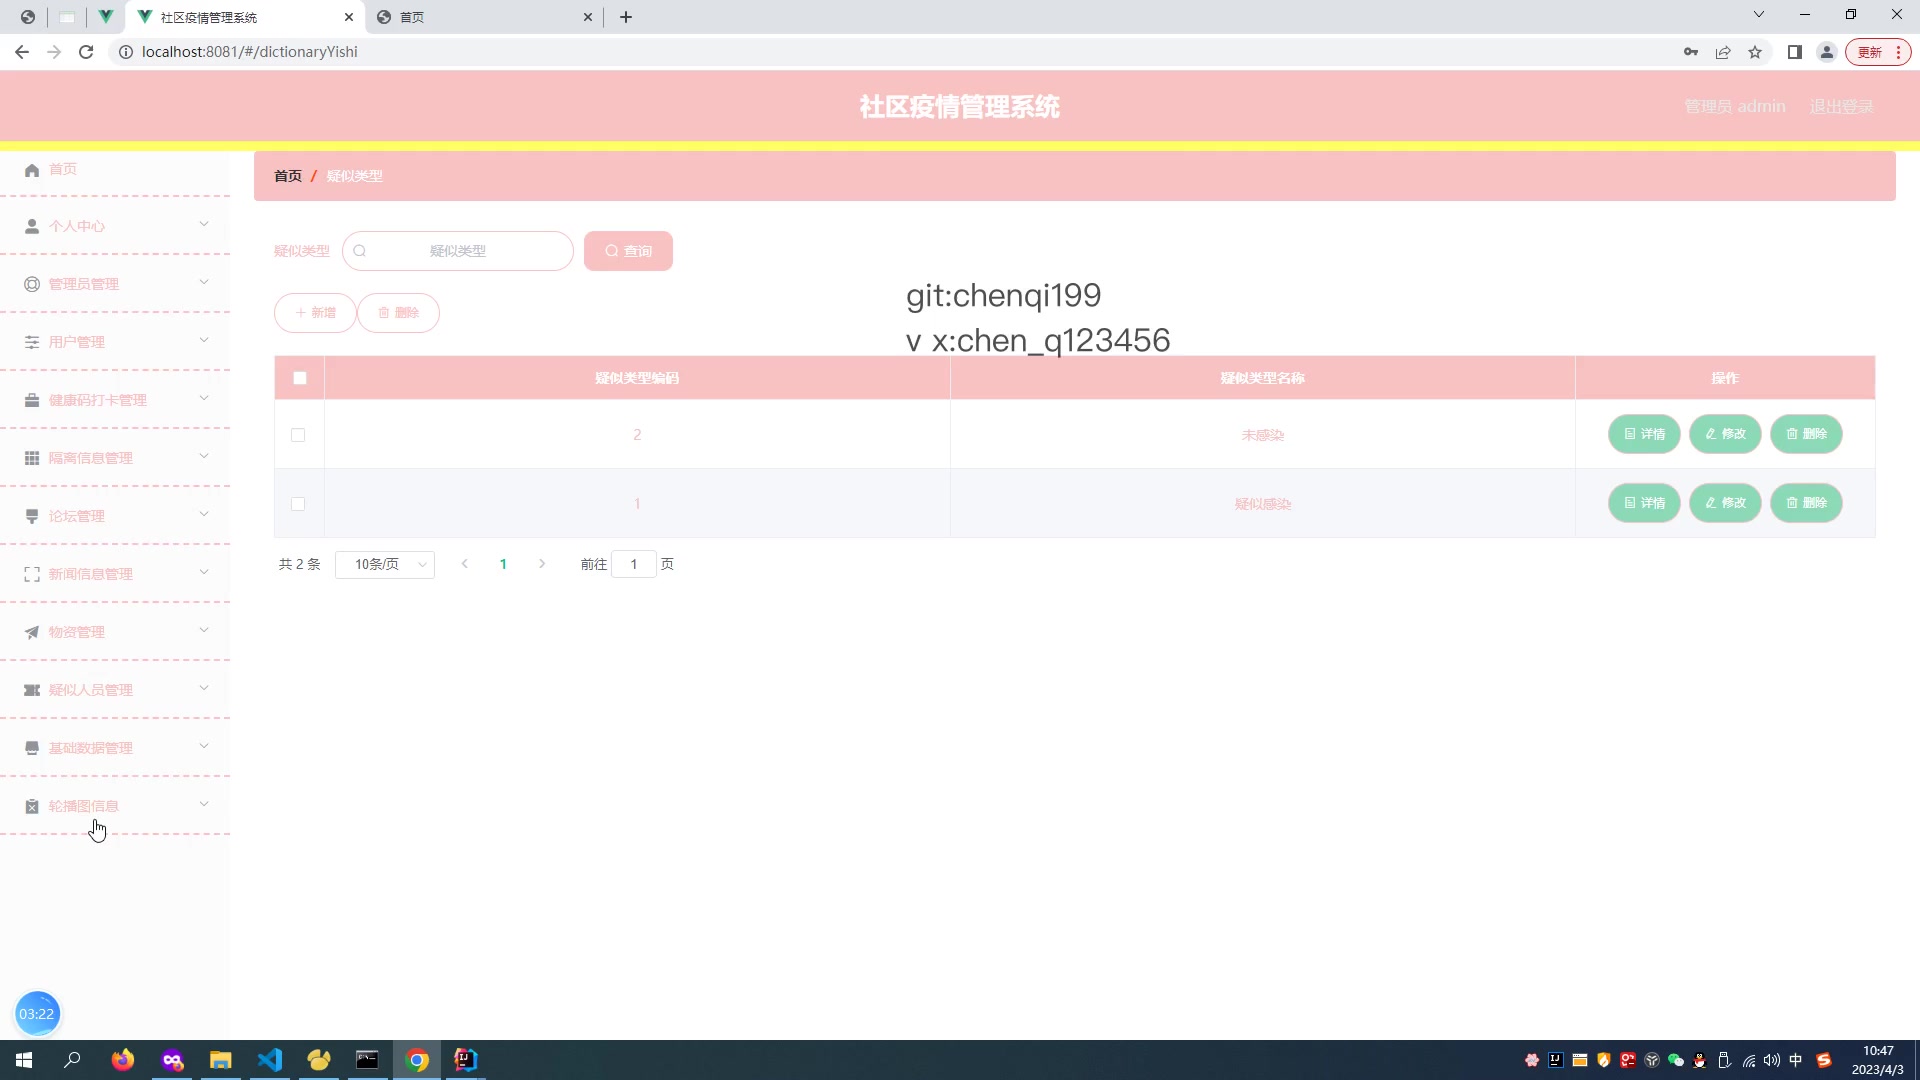 社区疫情管理系统
首页
localhost:8081/#/dictionaryYishi
更新
社区疫情管理系统
管理员 admin
退出登录
首页
个人中心
管理员管理
用户管理
健康码打卡管理
隔离信息管理
论坛管理
新闻信息管理
物资管理
疑似人员管理
基础数据管理
轮播图信息
首页 / 疑似类型
疑似类型
疑似类型
查询
新增
删除
git:chenqi199
v x:chen_q123456
疑似类型编码 疑似类型名称 操作
2 未感染 详情 修改 删除
1 疑似感染 详情 修改 删除
共 2 条 10条/页 1 前往 1 页
03:22
中
10:47
2023/4/3